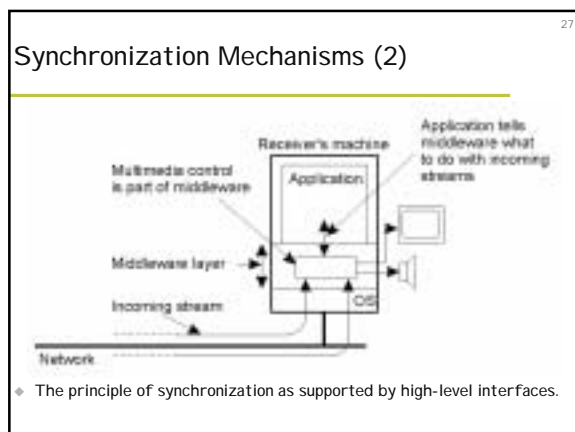 27
Synchronization Mechanisms (2)
Receiver's machine
Application tells
middleware what
to do with incoming
streams
Multimedia control
is part of middleware
Application
Middleware layer
OS
Incoming stream
Network
The principle of synchronization as supported by high-level interfaces.